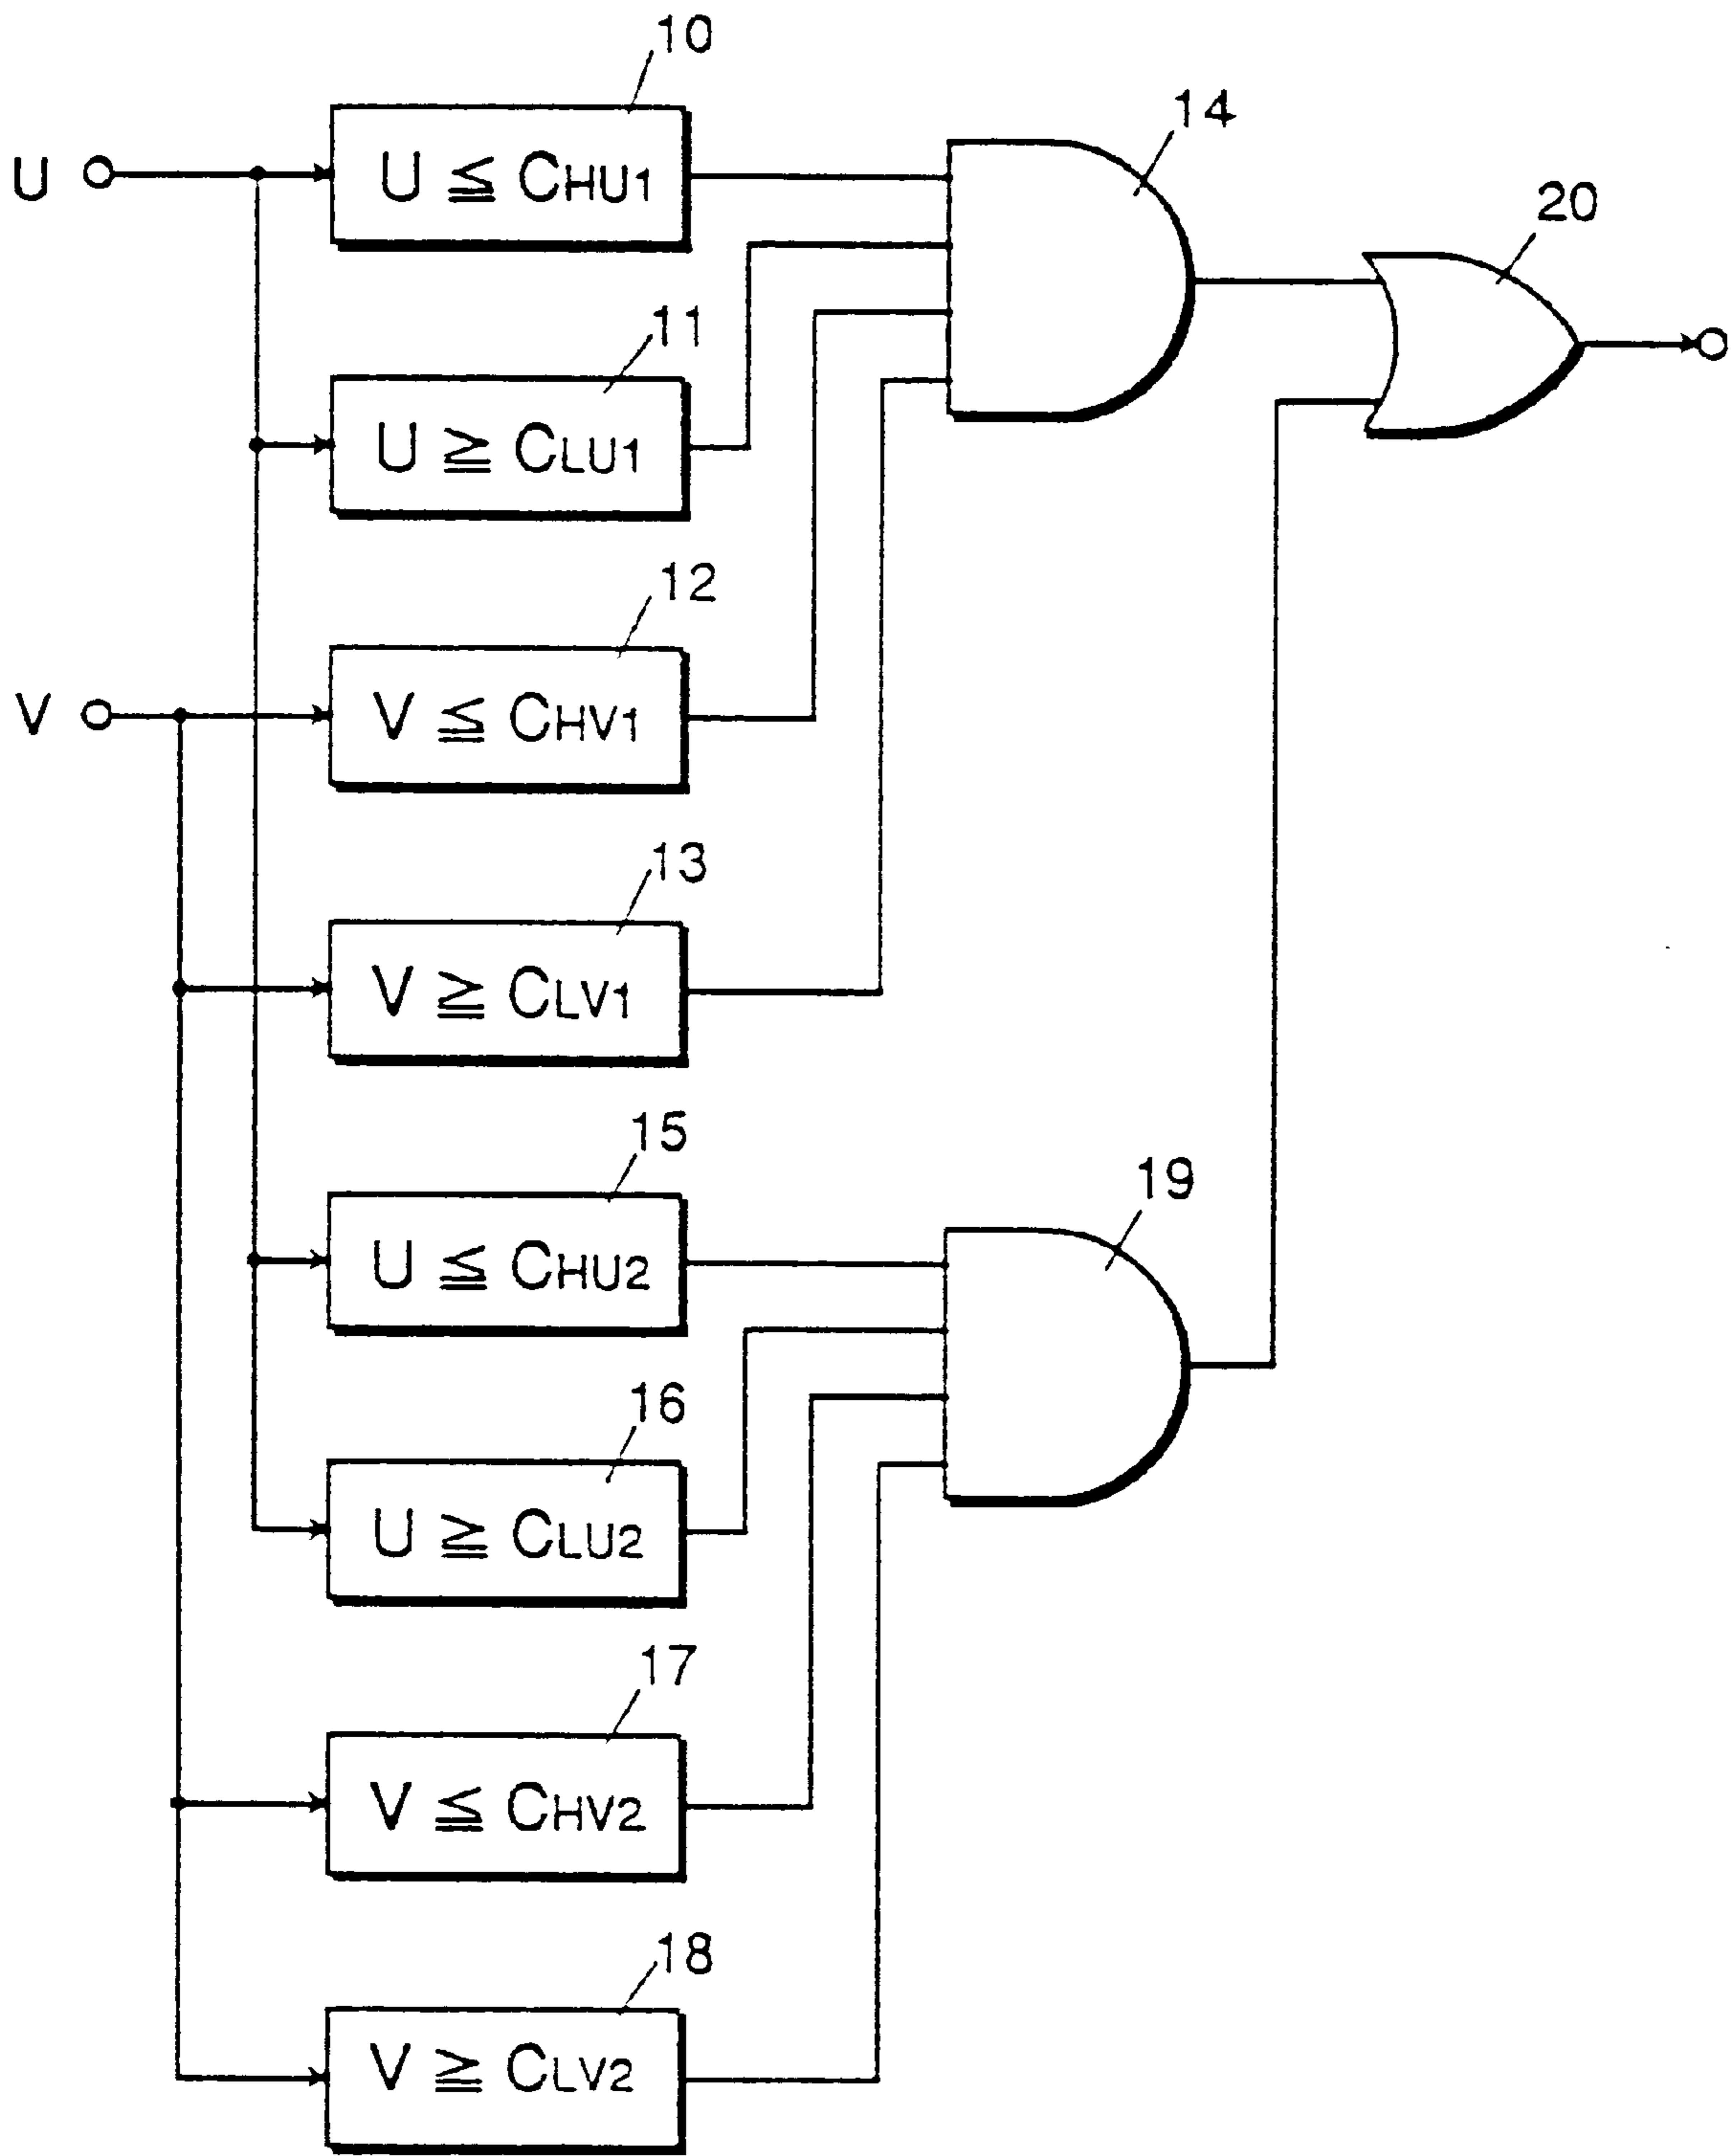 10
U ≦ CHU1
U
14
20
11
U ≧ CLU1
12
V ≦ CHV1
V
13
V ≧ CLV1
15
U ≦ CHU2
19
16
U ≧ CLU2
17
V ≦ CHV2
18
V ≧ CLV2